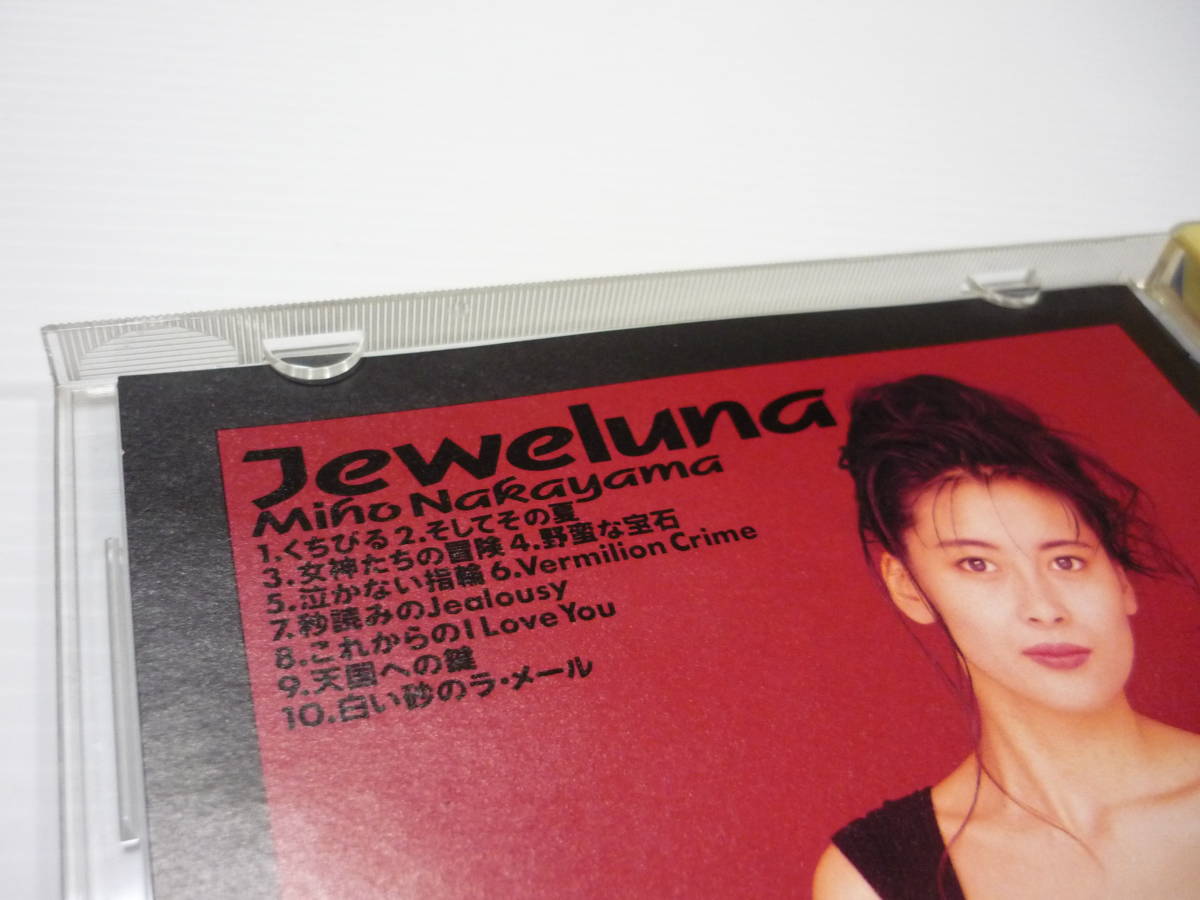 Jeweluna
Miho Nakayama
1.くちびる 2.そしてその夏
3.女神たちの冒険 4.野蛮な宝石
5.泣かない指輪 6.Vermilion Crime
7.秒読みのJealousy
8.これからのI Love You
9.天国への鍵
10.白い砂のラ・メール